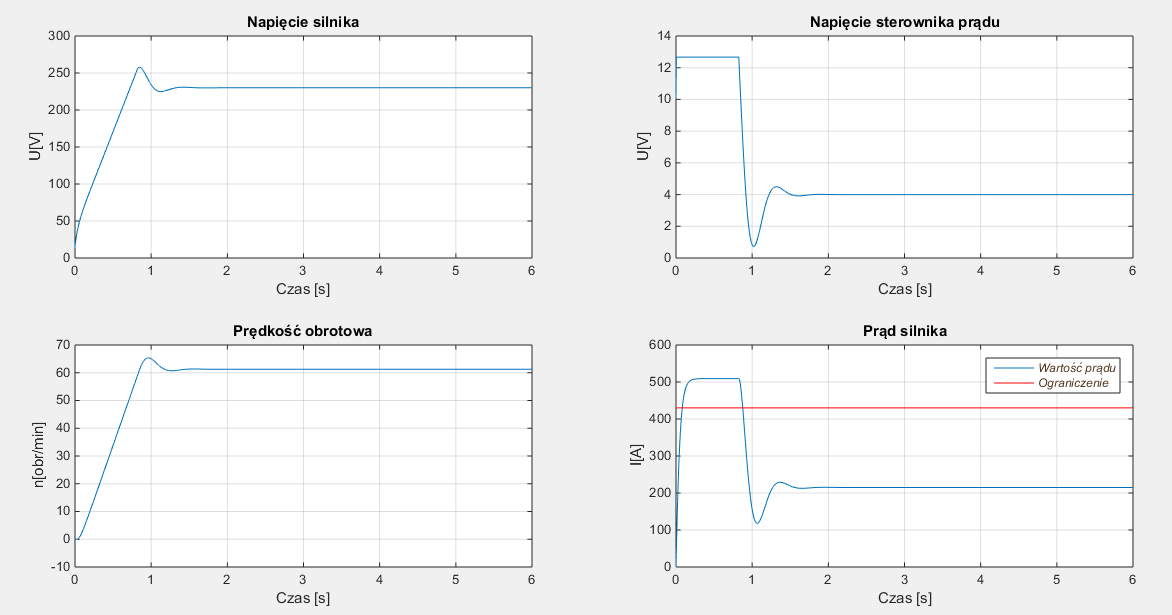 Napięcie silnika
300
250
200
150
100
50
0
U[V]
0 1 2 3 4 5 6
Czas [s]
Napięcie sterownika prądu
14
12
10
8
6
4
2
0
U[V]
0 1 2 3 4 5 6
Czas [s]
Prędkość obrotowa
70
60
50
40
30
20
10
0
-10
n[obr/min]
0 1 2 3 4 5 6
Czas [s]
Prąd silnika
600
500
400
300
200
100
0
I[A]
Wartość prądu
Ograniczenie
0 1 2 3 4 5 6
Czas [s]